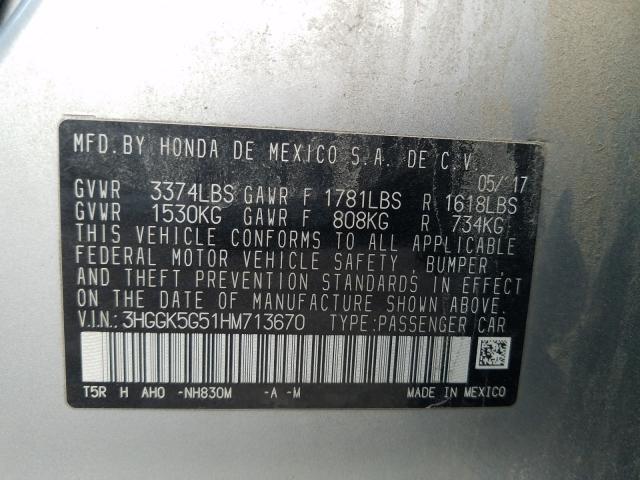 MFD.BY HONDA DE MEXICO S.A. DE C.V.
05/'17
GVWR 3374LBS GAWR F 1781LBS R 1618LBS
GVWR 1530KG GAWR F 808KG R 734KG
THIS VEHICLE CONFORMS TO ALL APPLICABLE
FEDERAL MOTOR VEHICLE SAFETY , BUMPER ,
AND THEFT PREVENTION STANDARDS IN EFFECT
ON THE DATE OF MANUFACTURE SHOWN ABOVE.
V.I.N.:3HGGK5G51HM713670 TYPE:PASSENGER CAR
T5R H AH0 -NH830M -A -M
MADE IN MEXICO